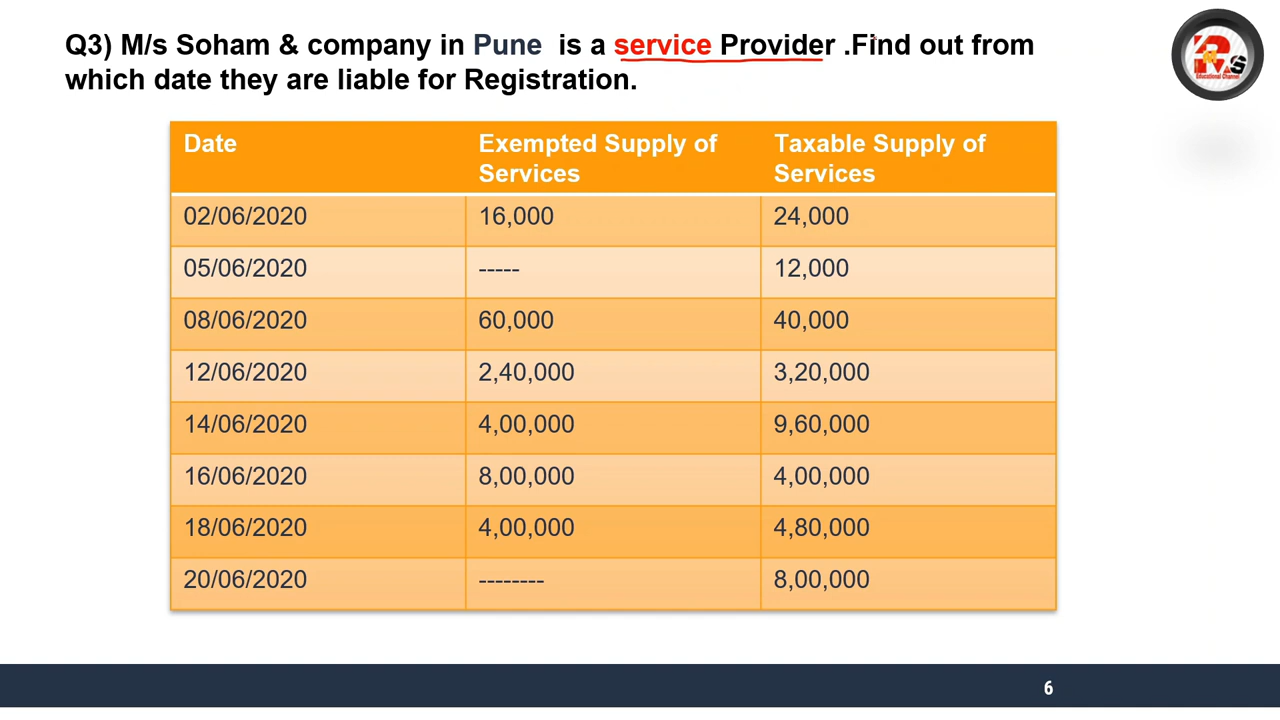 Q3) M/s Soham & company in Pune is a service Provider .Find out from
which date they are liable for Registration.
Date Exempted Supply of Services Taxable Supply of Services
02/06/2020 16,000 24,000
05/06/2020 ----- 12,000
08/06/2020 60,000 40,000
12/06/2020 2,40,000 3,20,000
14/06/2020 4,00,000 9,60,000
16/06/2020 8,00,000 4,00,000
18/06/2020 4,00,000 4,80,000
20/06/2020 -------- 8,00,000
Educational Channel
6